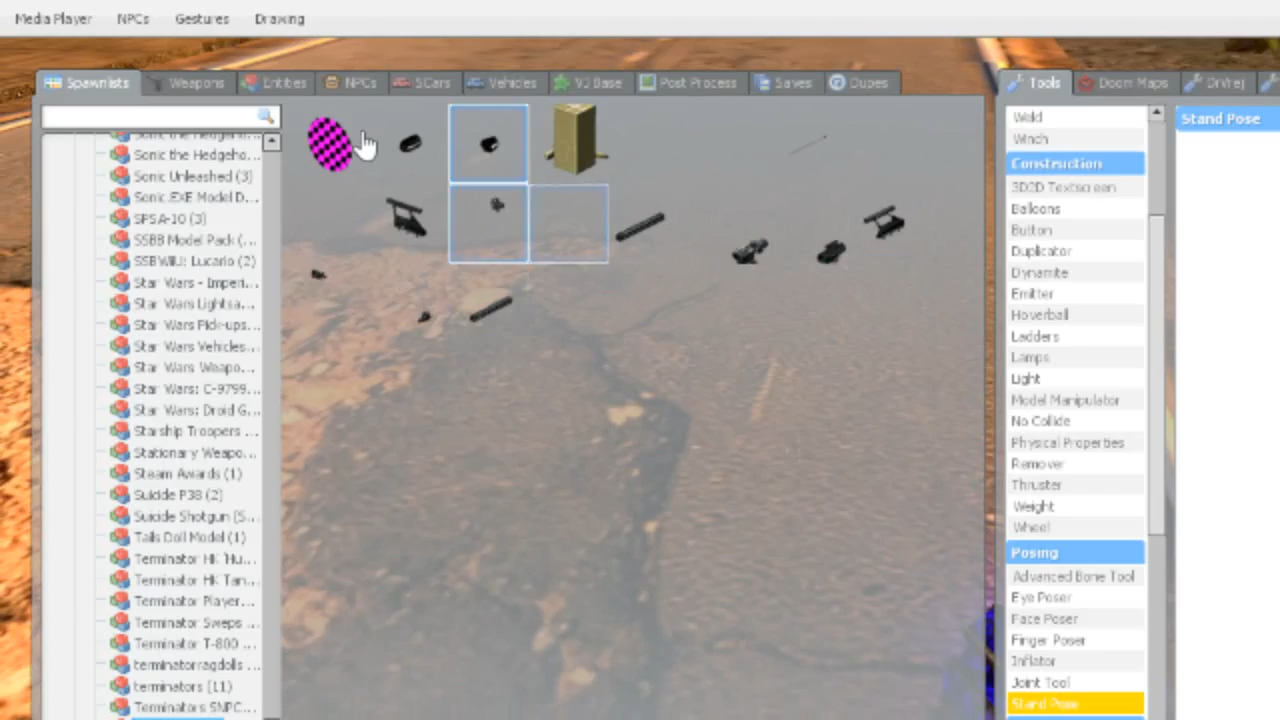 Media Player NPCs Gestures Drawing
Spawnlists Weapons Entities NPCs SCars Vehicles VJ Base Post Process Saves Dupes
Tools Doom Maps DrVrej
Sonic the Hedgeho...
Sonic the Hedgeho...
Sonic Unleashed (3)
Sonic.EXE Model D...
SPSA-10 (3)
SSBB Model Pack (...
SSBWiiU: Lucario (2)
Star Wars - Imperi...
Star Wars Lightsa...
Star Wars Pick-ups...
Star Wars Vehicles...
Star Wars Weapo...
Star Wars: C-9799...
Star Wars: Droid G...
Starship Troopers ...
Stationary Weapo...
Steam Awards (1)
Suicide P38 (2)
Suicide Shotgun (S...
Tails Doll Model (1)
Terminator HK 'Hu...
Terminator HK Tan...
Terminator Player...
Terminator Sweps ...
Terminator T-800 ...
terminatorragdolls ...
terminators (11)
Terminators SNPC...
Weld
Winch
Construction
3D2D Textscreen
Balloons
Button
Duplicator
Dynamite
Emitter
Hoverball
Ladders
Lamps
Light
Model Manipulator
No Collide
Physical Properties
Remover
Thruster
Weight
Wheel
Posing
Advanced Bone Tool
Eye Poser
Face Poser
Finger Poser
Inflator
Joint Tool
Stand Pose
Stand Pose